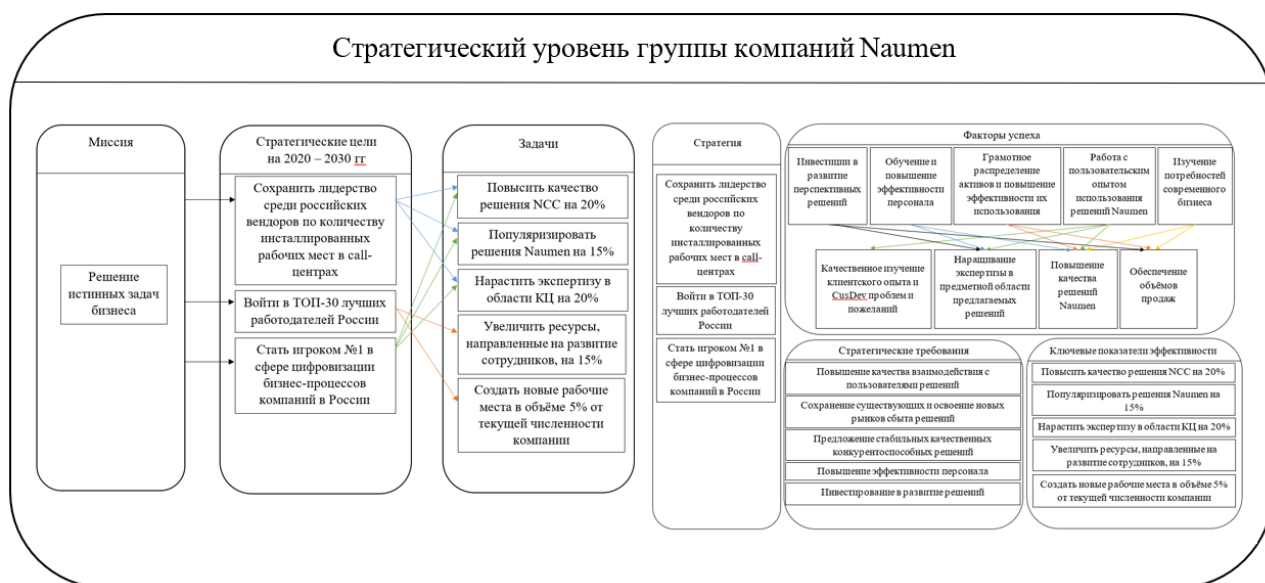 Стратегический уровень группы компаний Naumen
Миссия
Решение
истинных задач
бизнеса
Стратегические цели
на 2020 – 2030 гг
Сохранить лидерство
среди российских
вендоров по
количеству
инсталлированных
рабочих мест в call-
центрах
Войти в ТОП-30 лучших
работодателей России
Стать игроком №1 в
сфере цифровизации
бизнес-процессов
компаний в России
Задачи
Повысить качество
решения NCC на 20%
Популяризировать
решения Naumen на 15%
Нарастить экспертизу в
области КЦ на 20%
Увеличить ресурсы,
направленные на развитие
сотрудников, на 15%
Создать новые рабочие
места в объёме 5% от
текущей численности
компании
Стратегия
Сохранить лидерство
среди российских
вендоров по
количеству
инсталлированных
рабочих мест в call-
центрах
Войти в ТОП-30
лучших работодателей
России
Стать игроком №1 в
сфере цифровизации
бизнес-процессов
компаний в России
Факторы успеха
Инвестиции в
развитие
перспективных
решений
Обучение и
повышение
эффективности
персонала
Грамотное
распределение
активов и повышение
эффективности их
использования
Работа с
пользовательским
опытом
использования
решений Naumen
Изучение
потребностей
современного
бизнеса
Качественное изучение
клиентского опыта и
CusDev проблем и
пожеланий
Наращивание
экспертизы в
предметной области
предлагаемых
решений
Повышение
качества
решений
Naumen
Обеспечение
объёмов
продаж
Стратегические требования
Повышение качества взаимодействия с
пользователями решений
Сохранение существующих и освоение новых
рынков сбыта решений
Предложение стабильных качественных
конкурентоспособных решений
Повышение эффективности персонала
Инвестирование в развитие решений
Ключевые показатели эффективности
Повысить качество решения NCC на 20%
Популяризировать решения Naumen на
15%
Нарастить экспертизу в области КЦ на 20%
Увеличить ресурсы, направленные на
развитие сотрудников, на 15%
Создать новые рабочие места в объёме 5%
от текущей численности компании